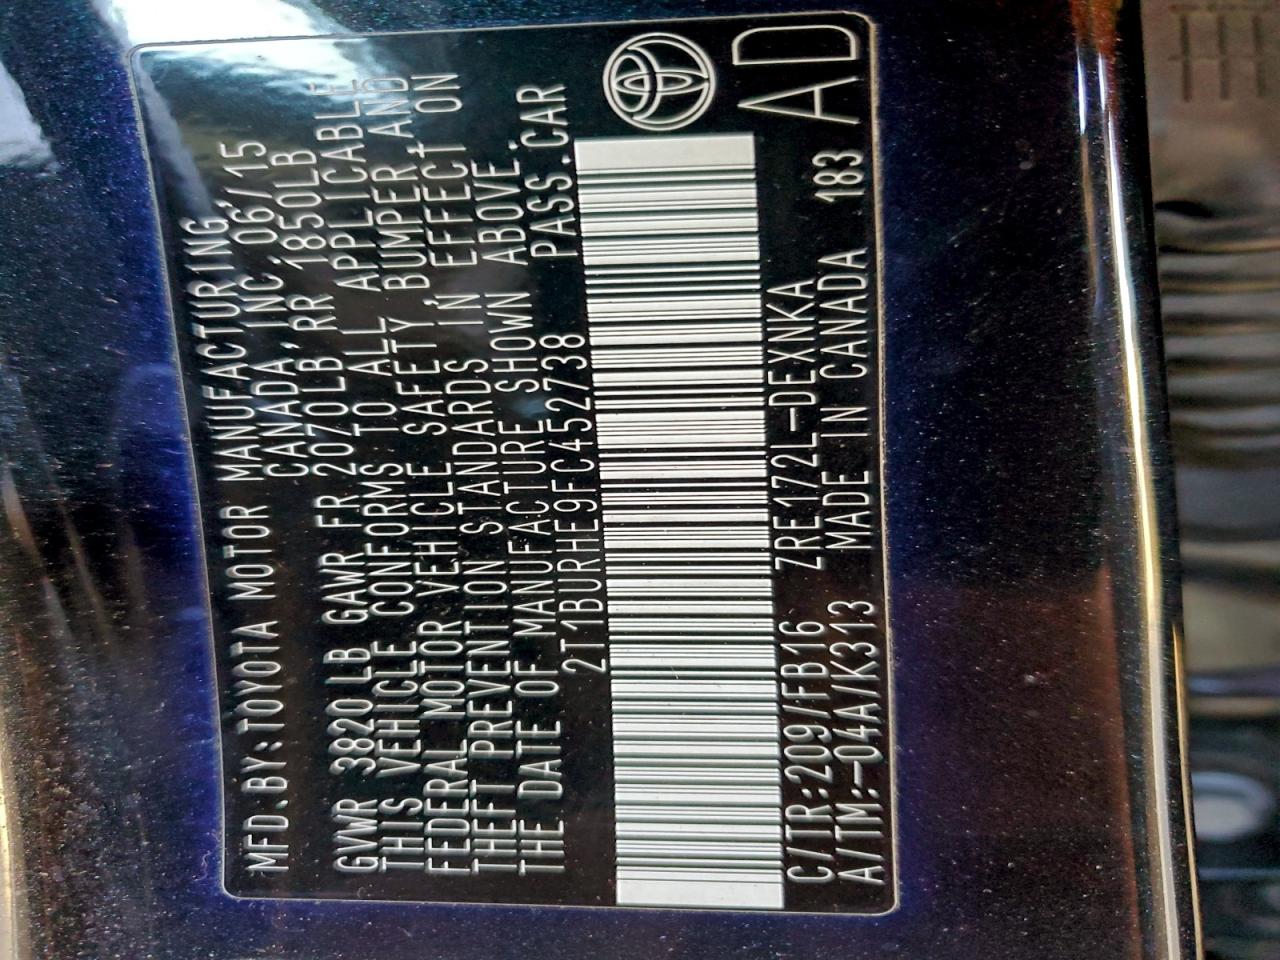 MFD.BY:TOYOTA MOTOR MANUFACTURING,
CANADA, INC. 06/15
GVWR 3820LB GAWR FR 2070LB, RR 1850LB
THIS VEHICLE CONFORMS TO ALL APPLICABLE
FEDERAL MOTOR VEHICLE SAFETY, BUMPER AND
THEFT PREVENTION STANDARDS IN EFFECT ON
THE DATE OF MANUFACTURE SHOWN ABOVE.
2T1BURHE9FC452738 PASS.CAR
C/TR:209/FB16 ZRE172L-DEXNKA
A/TM:-04A/K313 MADE IN CANADA 183 AD